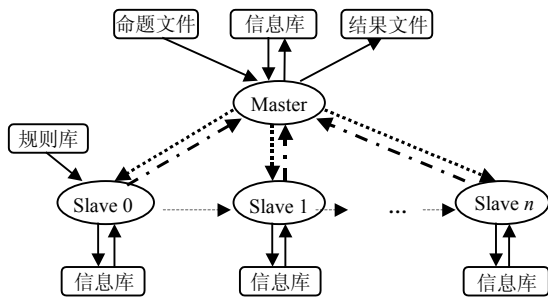 命题文件 信息库 结果文件
Master
规则库
Slave 0 Slave 1 ... Slave n
信息库 信息库 信息库